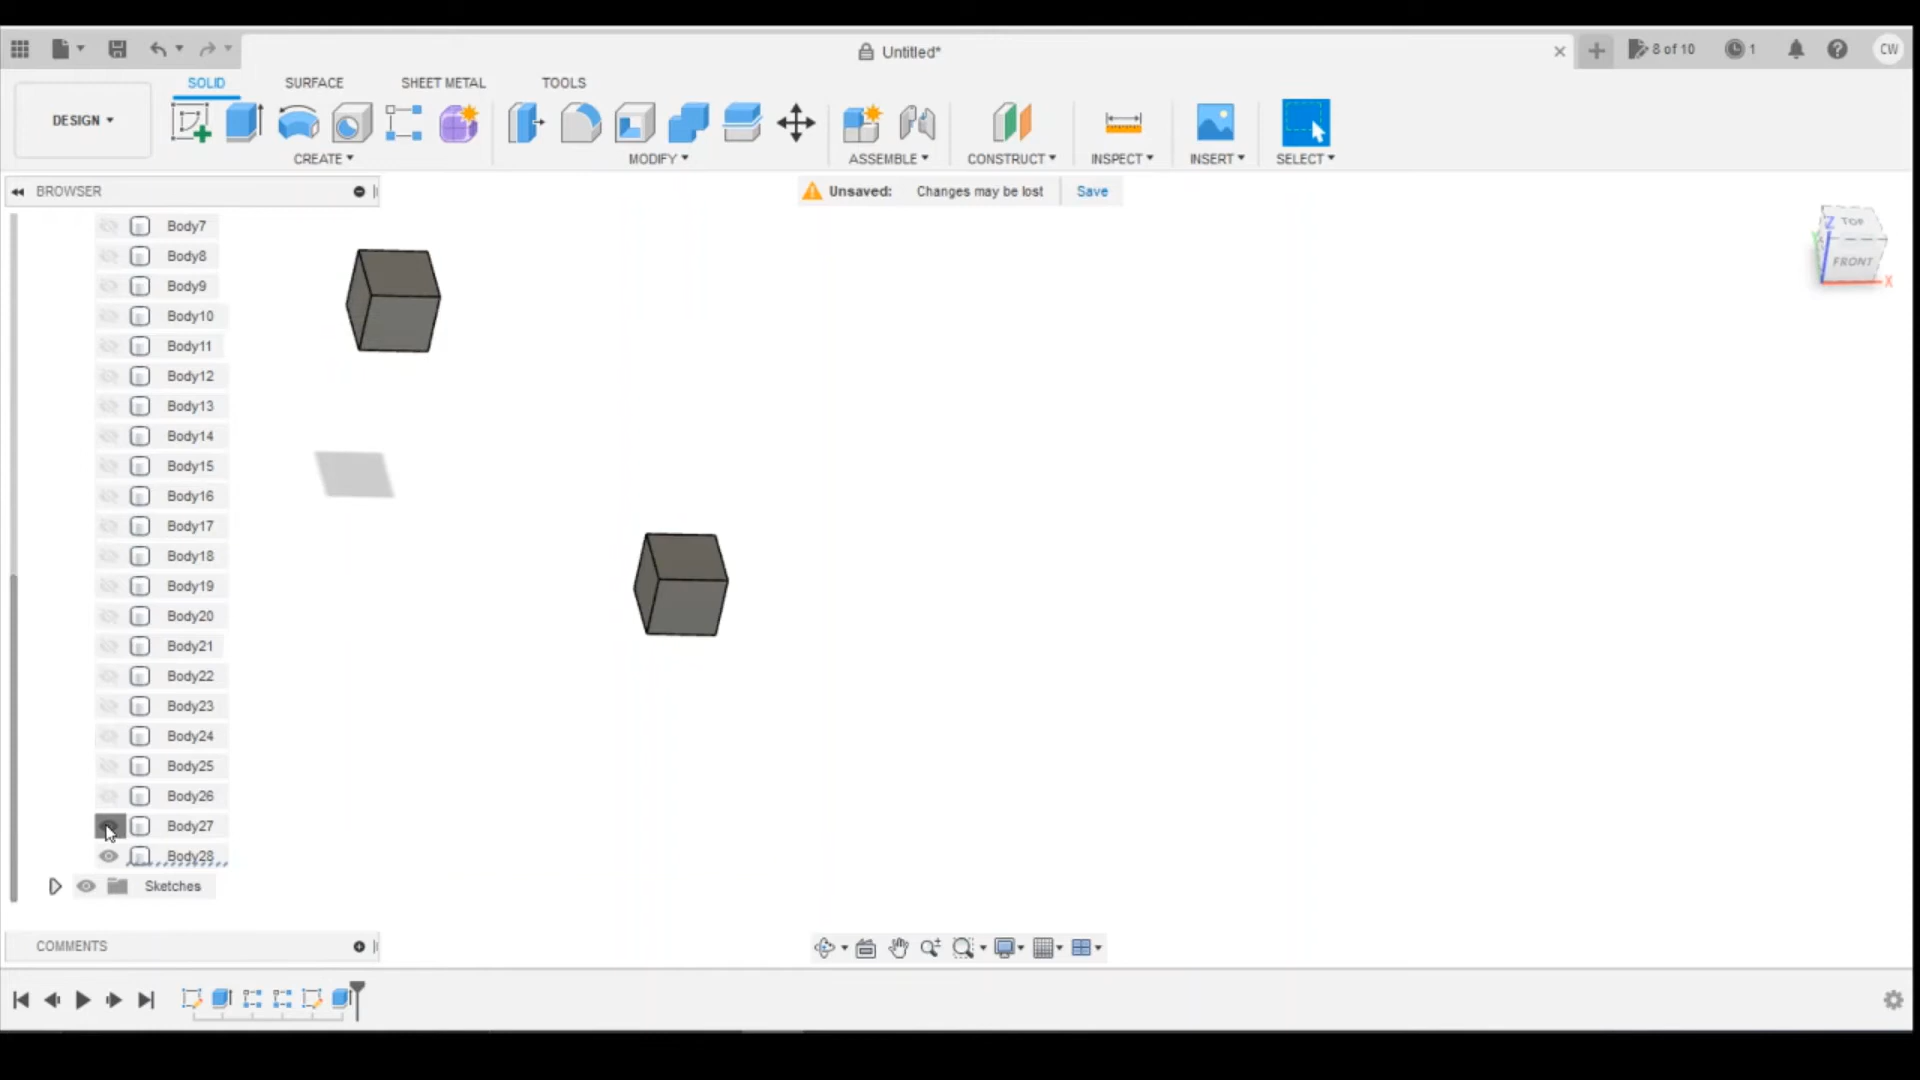 Untitled*
8 of 10
1
CW
DESIGN
SOLID
SURFACE
SHEET METAL
TOOLS
CREATE
MODIFY
ASSEMBLE
CONSTRUCT
INSPECT
INSERT
SELECT
BROWSER
Unsaved: Changes may be lost Save
TOP
FRONT
Z
Y
X
Body7
Body8
Body9
Body10
Body11
Body12
Body13
Body14
Body15
Body16
Body17
Body18
Body19
Body20
Body21
Body22
Body23
Body24
Body25
Body26
Body27
Body28
Sketches
COMMENTS